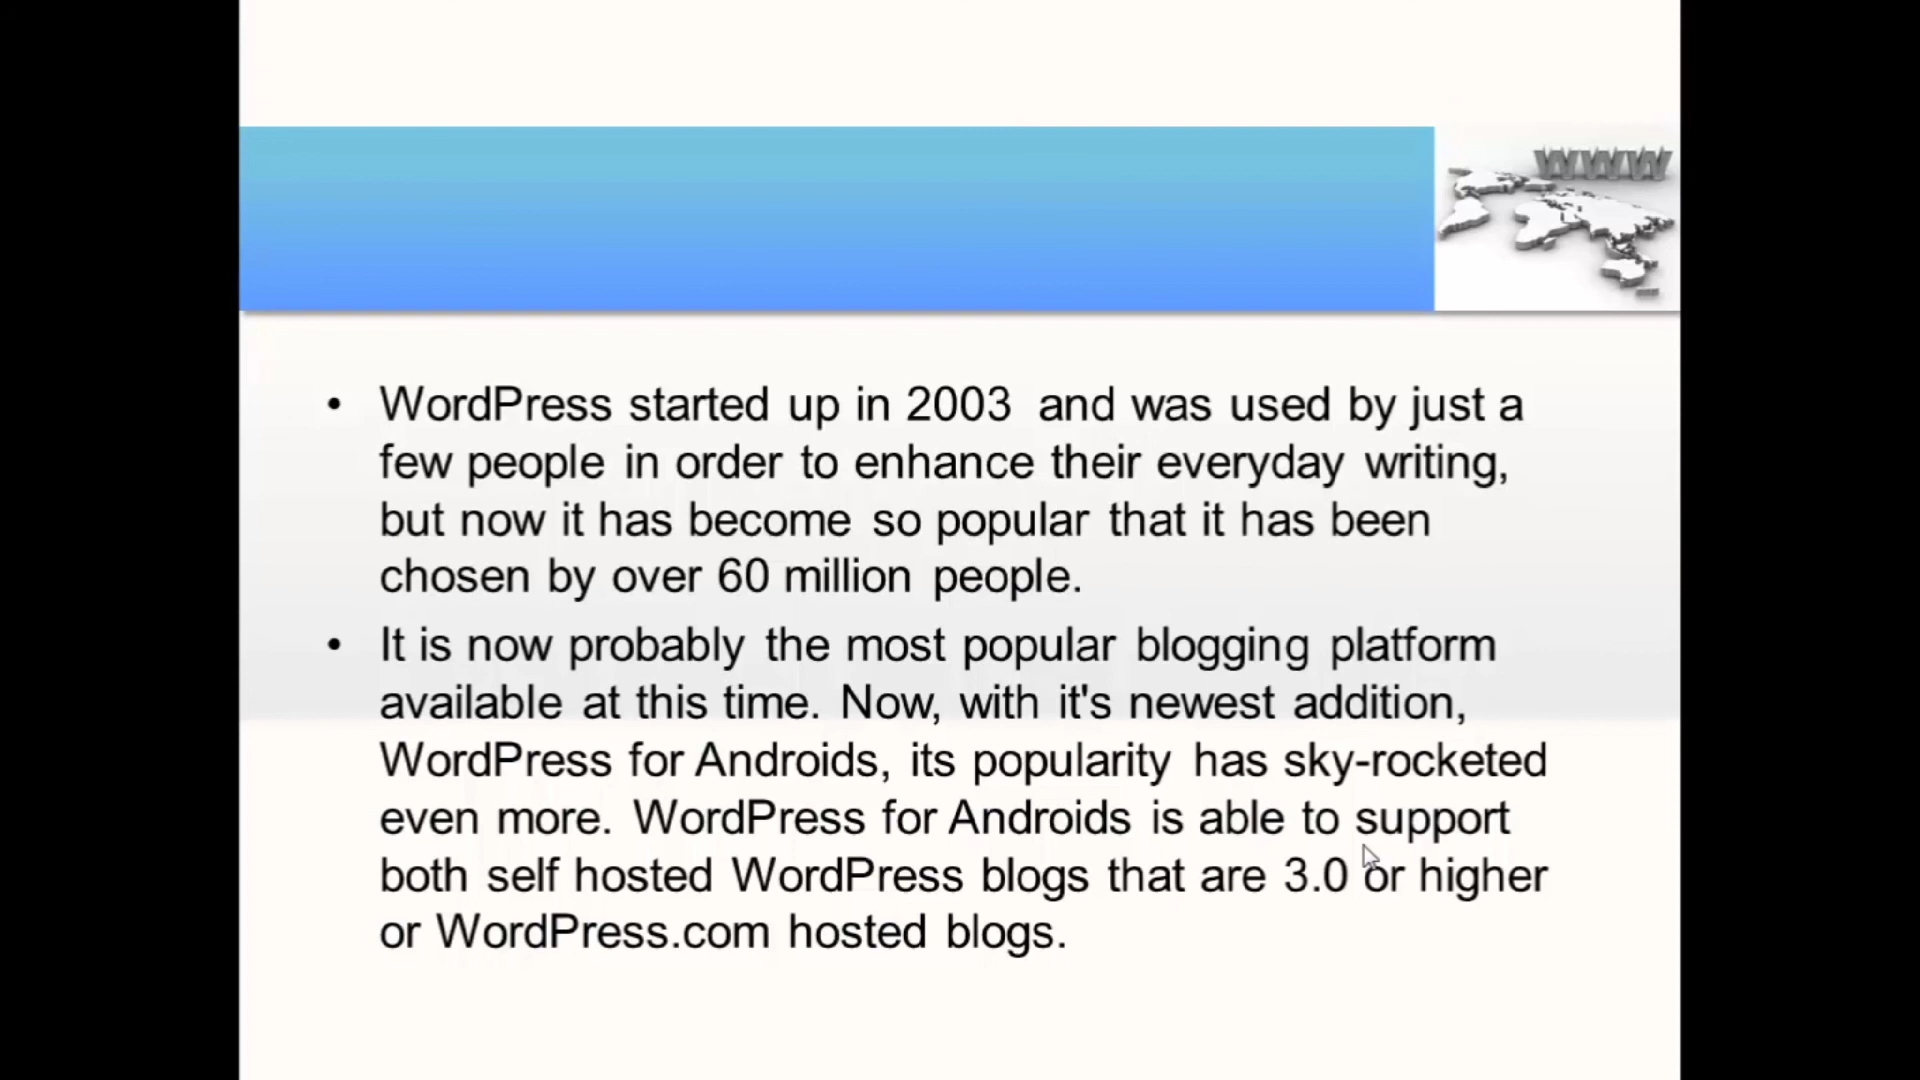 WWW
• WordPress started up in 2003 and was used by just a
few people in order to enhance their everyday writing,
but now it has become so popular that it has been
chosen by over 60 million people.
• It is now probably the most popular blogging platform
available at this time. Now, with it's newest addition,
WordPress for Androids, its popularity has sky-rocketed
even more. WordPress for Androids is able to support
both self hosted WordPress blogs that are 3.0 or higher
or WordPress.com hosted blogs.